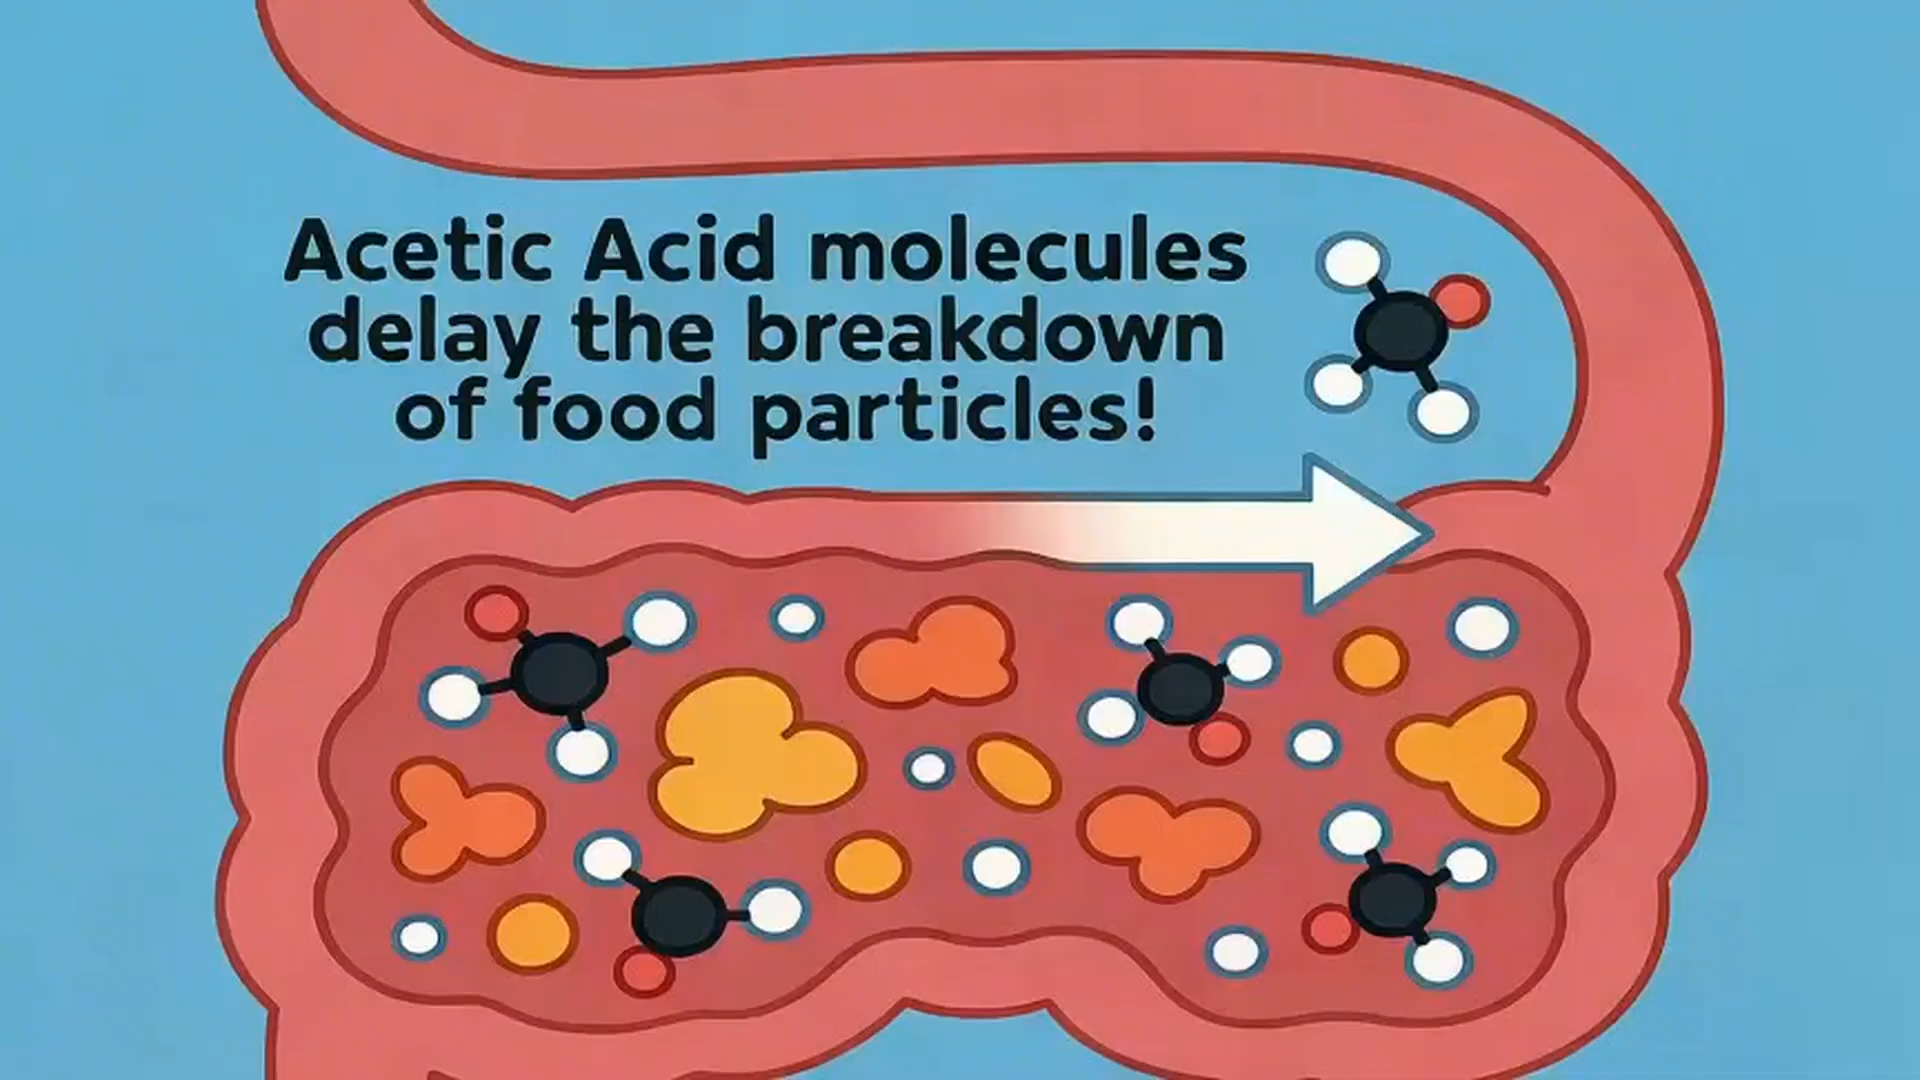 Acetic Acid molecules
delay the breakdown
of food particles!